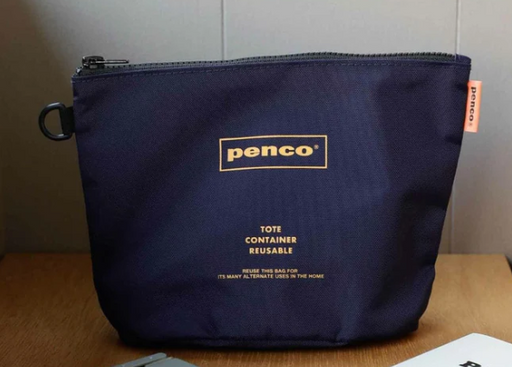 penco®
penco®
TOTE
CONTAINER
REUSABLE
REUSE THIS BAG FOR
ITS MANY ALTERNATE USES IN THE HOME